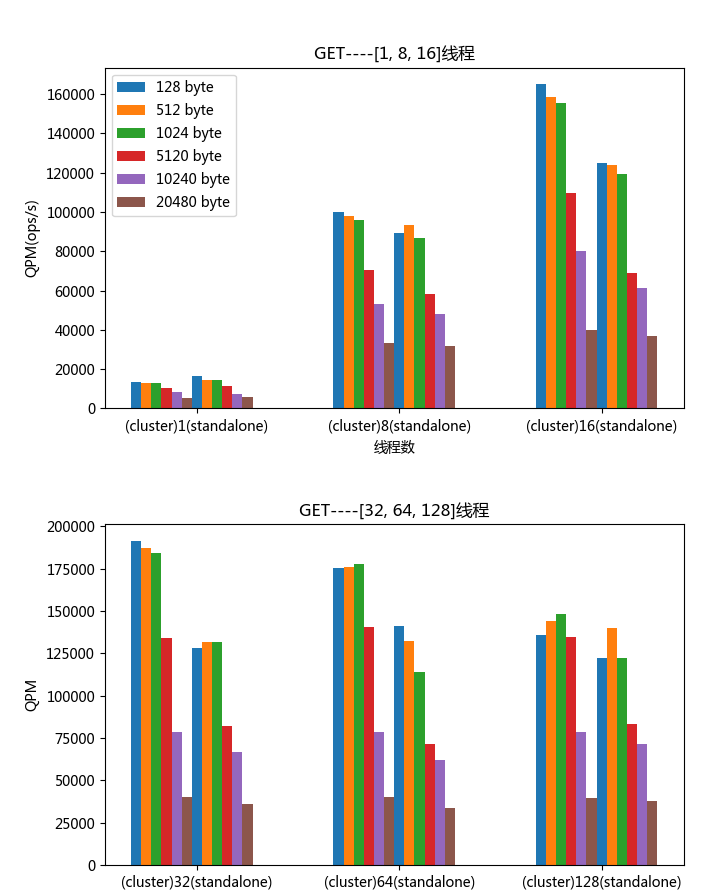 GET----[1, 8, 16]线程
QPM(ops/s)
160000
140000
120000
100000
80000
60000
40000
20000
0
128 byte
512 byte
1024 byte
5120 byte
10240 byte
20480 byte
(cluster)1(standalone) (cluster)8(standalone) (cluster)16(standalone)
线程数
GET----[32, 64, 128]线程
QPM
200000
175000
150000
125000
100000
75000
50000
25000
0
(cluster)32(standalone) (cluster)64(standalone) (cluster)128(standalone)